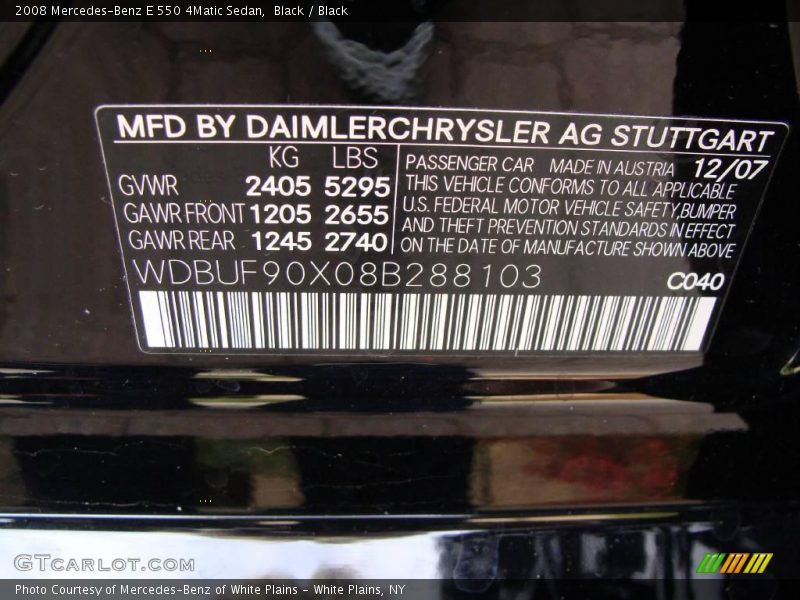 2008 Mercedes-Benz E 550 4Matic Sedan, Black / Black
MFD BY DAIMLERCHRYSLER AG STUTTGART
KG LBS
GVWR 2405 5295
GAWR FRONT 1205 2655
GAWR REAR 1245 2740
PASSENGER CAR MADE IN AUSTRIA 12/07
THIS VEHICLE CONFORMS TO ALL APPLICABLE
U.S. FEDERAL MOTOR VEHICLE SAFETY,BUMPER
AND THEFT PREVENTION STANDARDS IN EFFECT
ON THE DATE OF MANUFACTURE SHOWN ABOVE
WDBUF90X08B288103 C040
GTCARLOT.COM
Photo Courtesy of Mercedes-Benz of White Plains - White Plains, NY